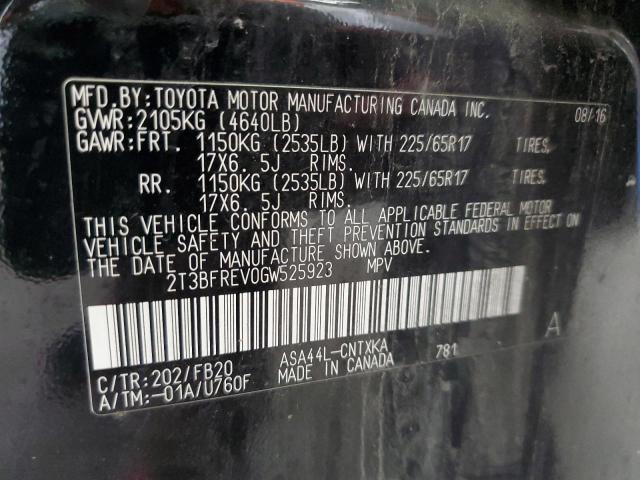 MFD.BY:TOYOTA MOTOR MANUFACTURING CANADA INC. 08/16
GVWR:2105KG (4640LB)
GAWR:FRT. 1150KG (2535LB) WITH 225/65R17 TIRES,
17X6.5J RIMS.
RR. 1150KG (2535LB) WITH 225/65R17 TIRES,
17X6.5J RIMS.
THIS VEHICLE CONFORMS TO ALL APPLICABLE FEDERAL MOTOR
VEHICLE SAFETY AND THEFT PREVENTION STANDARDS IN EFFECT ON
THE DATE OF MANUFACTURE SHOWN ABOVE.
2T3BFREV0GW525923 MPV
A
ASA44L-CNTXKA 781
C/TR:202/FB20 MADE IN CANADA
A/TM:-01A/U760F